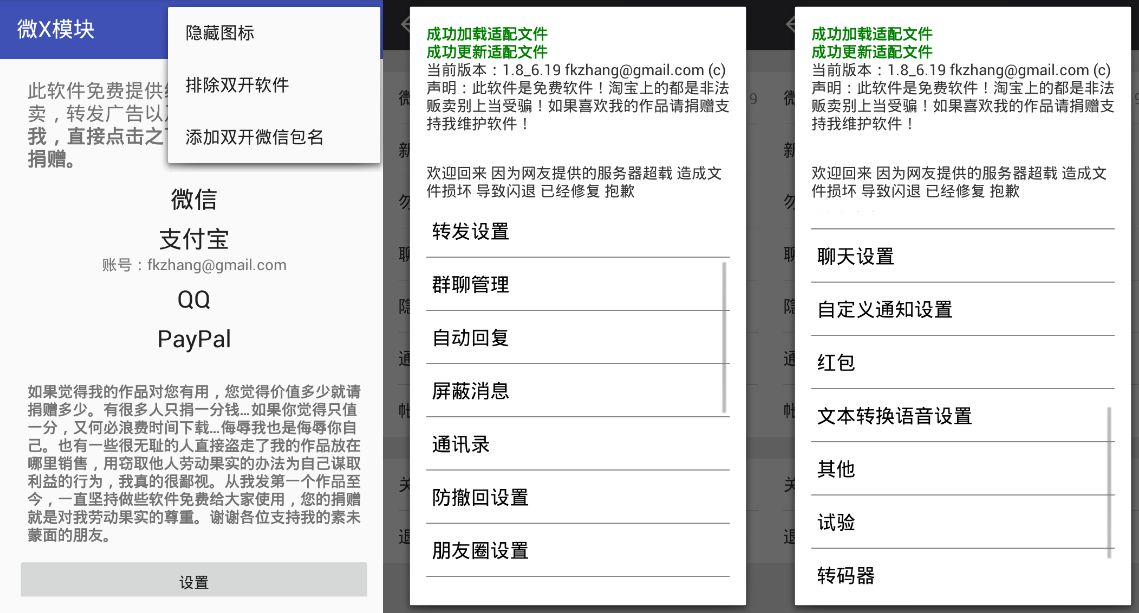 微X模块
隐藏图标
排除双开软件
添加双开微信包名
此软件免费提供
卖，转发广告以
我，直接点击之
捐赠。
微信
支付宝
账号：fkzhang@gmail.com
QQ
PayPal
如果觉得我的作品对您有用，您觉得价值多少就请
捐赠多少。有很多人只捐一分钱...如果你觉得只值
一分，又何必浪费时间下载...侮辱我也是侮辱你自
己。也有一些很无耻的人直接盗走了我的作品放在
哪里销售，用窃取他人劳动果实的办法为自己谋取
利益的行为，我真的很鄙视。从我发第一个作品至
今，一直坚持做些软件免费给大家使用，您的捐赠
就是对我劳动果实的尊重。谢谢各位支持我的素未
蒙面的朋友。
设置
成功加载适配文件
成功更新适配文件
当前版本：1.8_6.19 fkzhang@gmail.com (c)
声明：此软件是免费软件！淘宝上的都是非法
贩卖别上当受骗！如果喜欢我的作品请捐赠支
持我维护软件！
欢迎回来 因为网友提供的服务器超载 造成文
件损坏 导致闪退 已经修复 抱歉
转发设置
群聊管理
自动回复
屏蔽消息
通讯录
防撤回设置
朋友圈设置
成功加载适配文件
成功更新适配文件
当前版本：1.8_6.19 fkzhang@gmail.com (c)
声明：此软件是免费软件！淘宝上的都是非法
贩卖别上当受骗！如果喜欢我的作品请捐赠支
持我维护软件！
欢迎回来 因为网友提供的服务器超载 造成文
件损坏 导致闪退 已经修复 抱歉
聊天设置
自定义通知设置
红包
文本转换语音设置
其他
试验
转码器